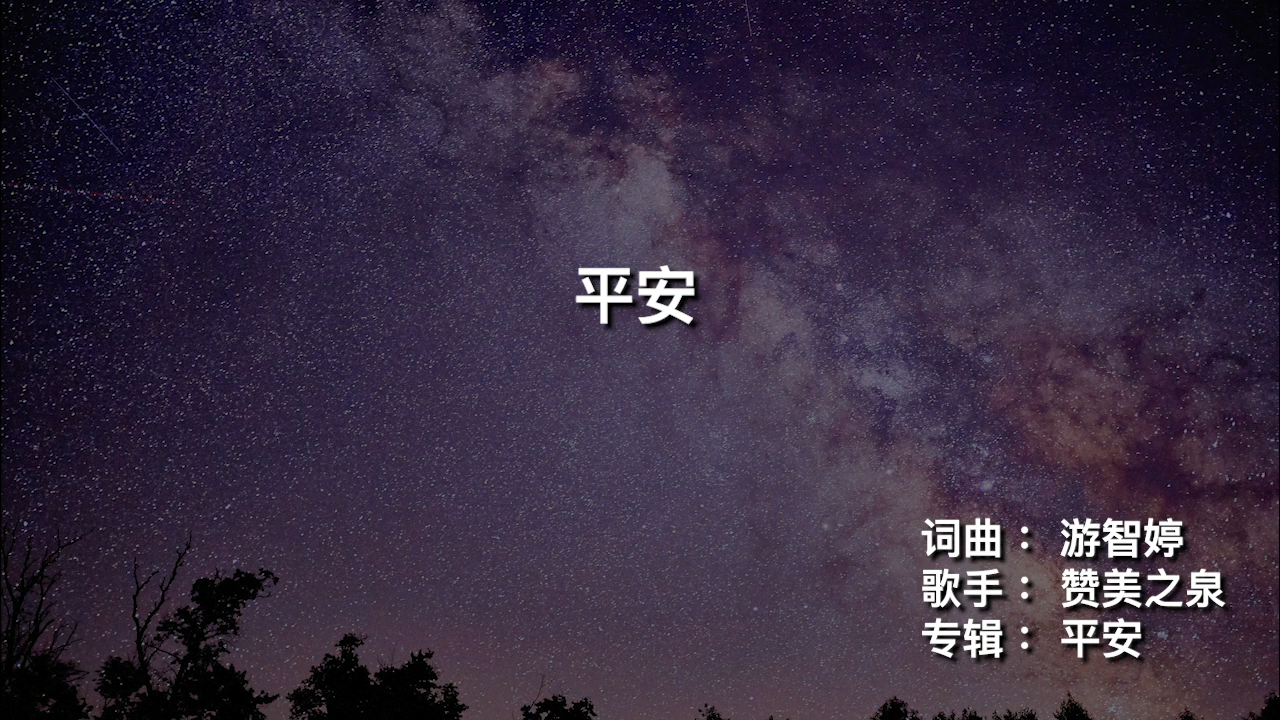 平安
词曲： 游智婷
歌手： 赞美之泉
专辑： 平安